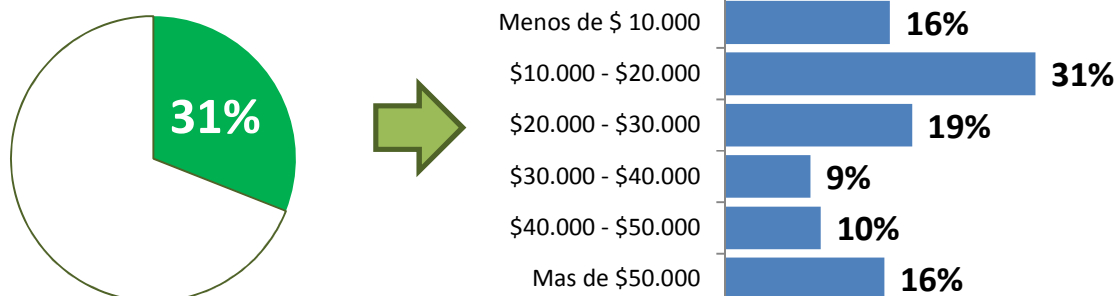 31%
Menos de $ 10.000 16%
$10.000 - $20.000 31%
$20.000 - $30.000 19%
$30.000 - $40.000 9%
$40.000 - $50.000 10%
Mas de $50.000 16%